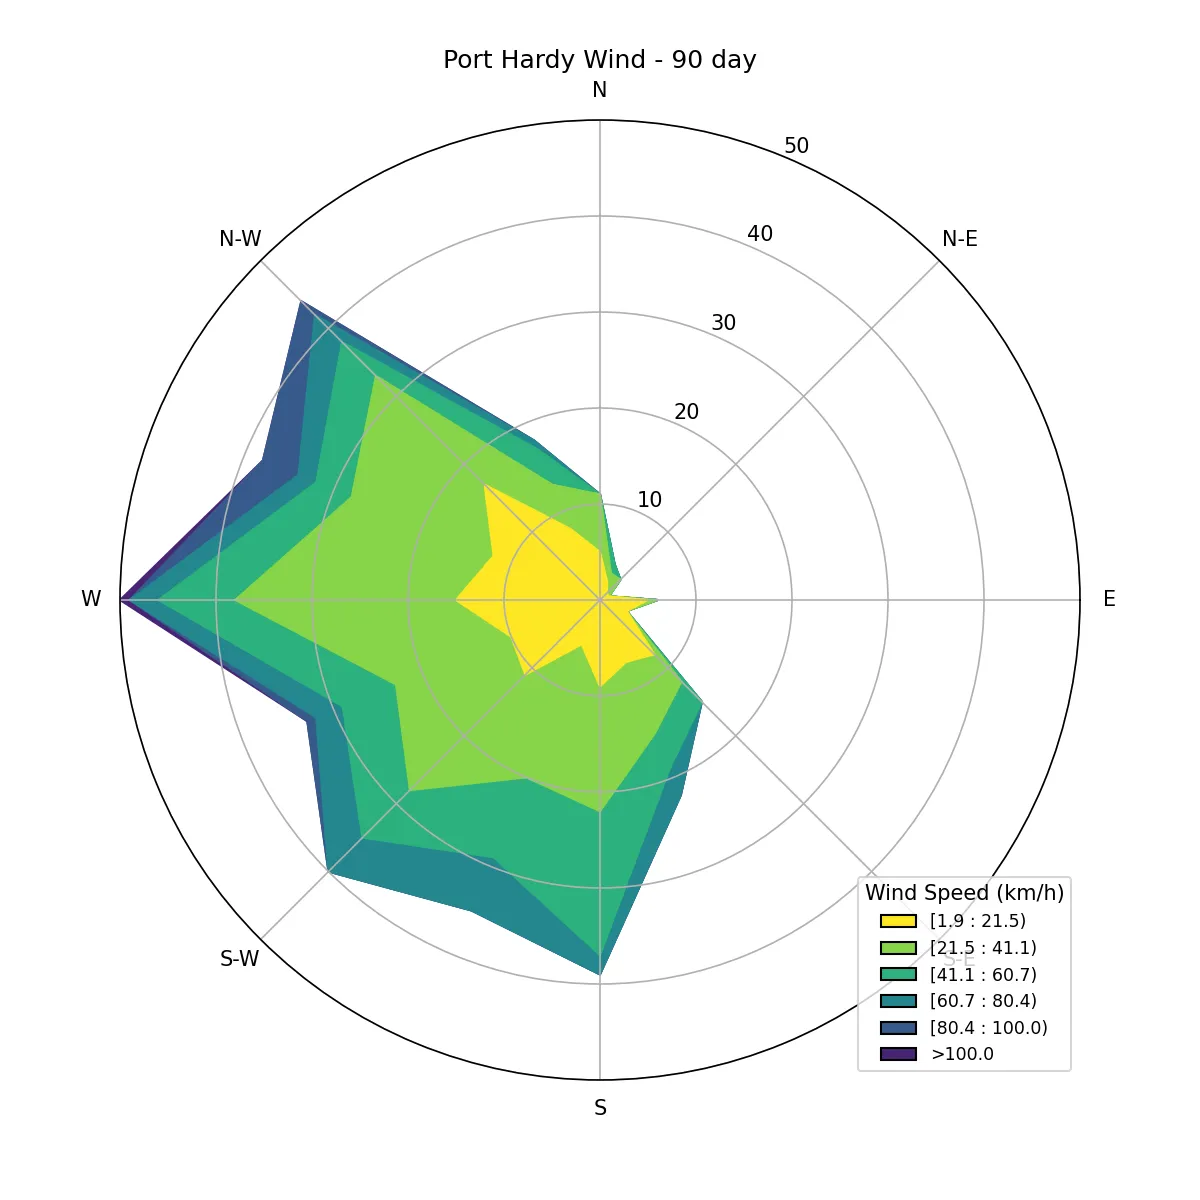 Port Hardy Wind - 90 day
N
50
N-W
40
N-E
30
20
10
W
E
S-W
S-E
S
Wind Speed (km/h)
[1.9 : 21.5)
[21.5 : 41.1)
[41.1 : 60.7)
[60.7 : 80.4)
[80.4 : 100.0)
>100.0